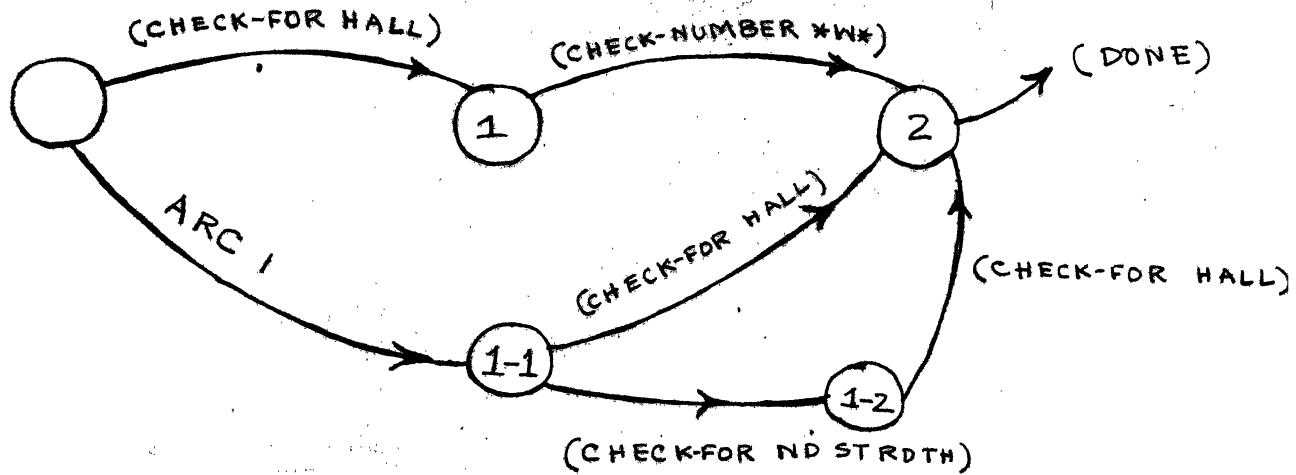 (CHECK-FOR HALL)
(CHECK-NUMBER *W*)
(DONE)
1
2
ARC 1
(CHECK-FOR HALL)
(CHECK-FOR HALL)
1-1
1-2
(CHECK-FOR ND STRDTH)